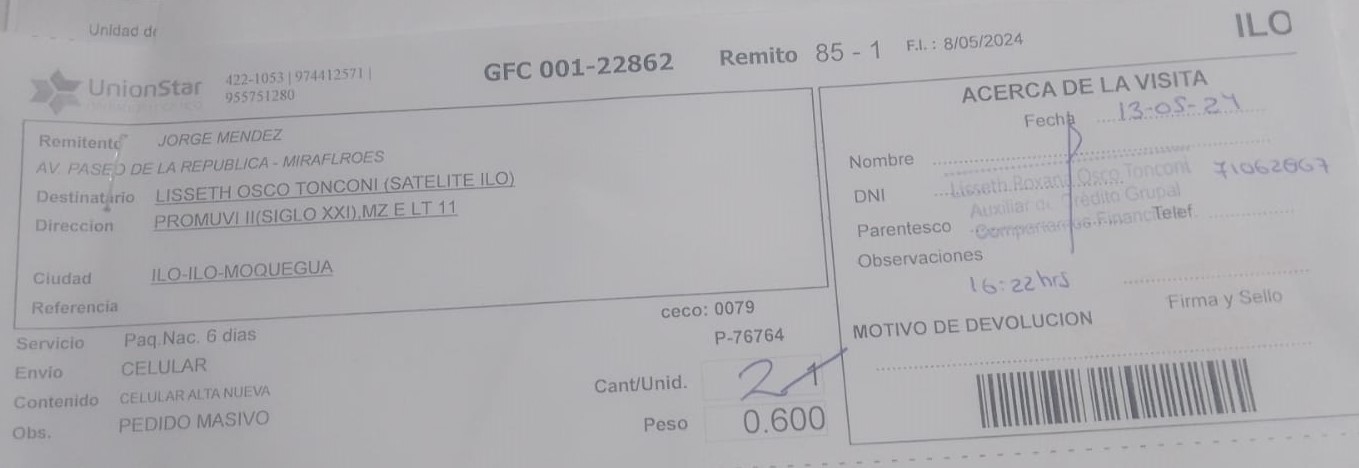 Unidad de
ILO
UnionStar
422-1053 | 974412571 |
955751280
GFC 001-22862
Remito 85 - 1
F.I. : 8/05/2024
Remitente JORGE MENDEZ
AV. PASEO DE LA REPUBLICA - MIRAFLROES
Destinatario LISSETH OSCO TONCONI (SATELITE ILO)
Direccion PROMUVI II(SIGLO XXI),MZ E LT 11
Ciudad ILO-ILO-MOQUEGUA
Referencia
Servicio Paq.Nac. 6 dias
Envío CELULAR
Contenido CELULAR ALTA NUEVA
Obs. PEDIDO MASIVO
ceco: 0079
P-76764
Cant/Unid. 2 1
Peso 0.600
ACERCA DE LA VISITA
Fecha 13-05-24
Nombre
Lisseth Roxana Osco Tonconi
DNI 71062867
Auxiliar de Crédito Grupal
Parentesco Telef.
Compartamos Financi
Observaciones
16:22 hrs
Firma y Sello
MOTIVO DE DEVOLUCION